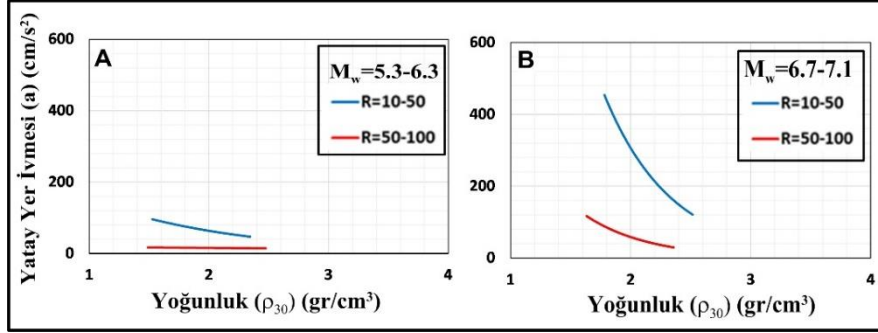 A
M_w=5.3-6.3
R=10-50
R=50-100
600
400
200
0
1 2 3 4
Yatay Yer İvmesi (a) (cm/s²)
Yoğunluk (ρ₃₀) (gr/cm³)
B
M_w=6.7-7.1
R=10-50
R=50-100
600
400
200
0
1 2 3 4
Yoğunluk (ρ₃₀) (gr/cm³)